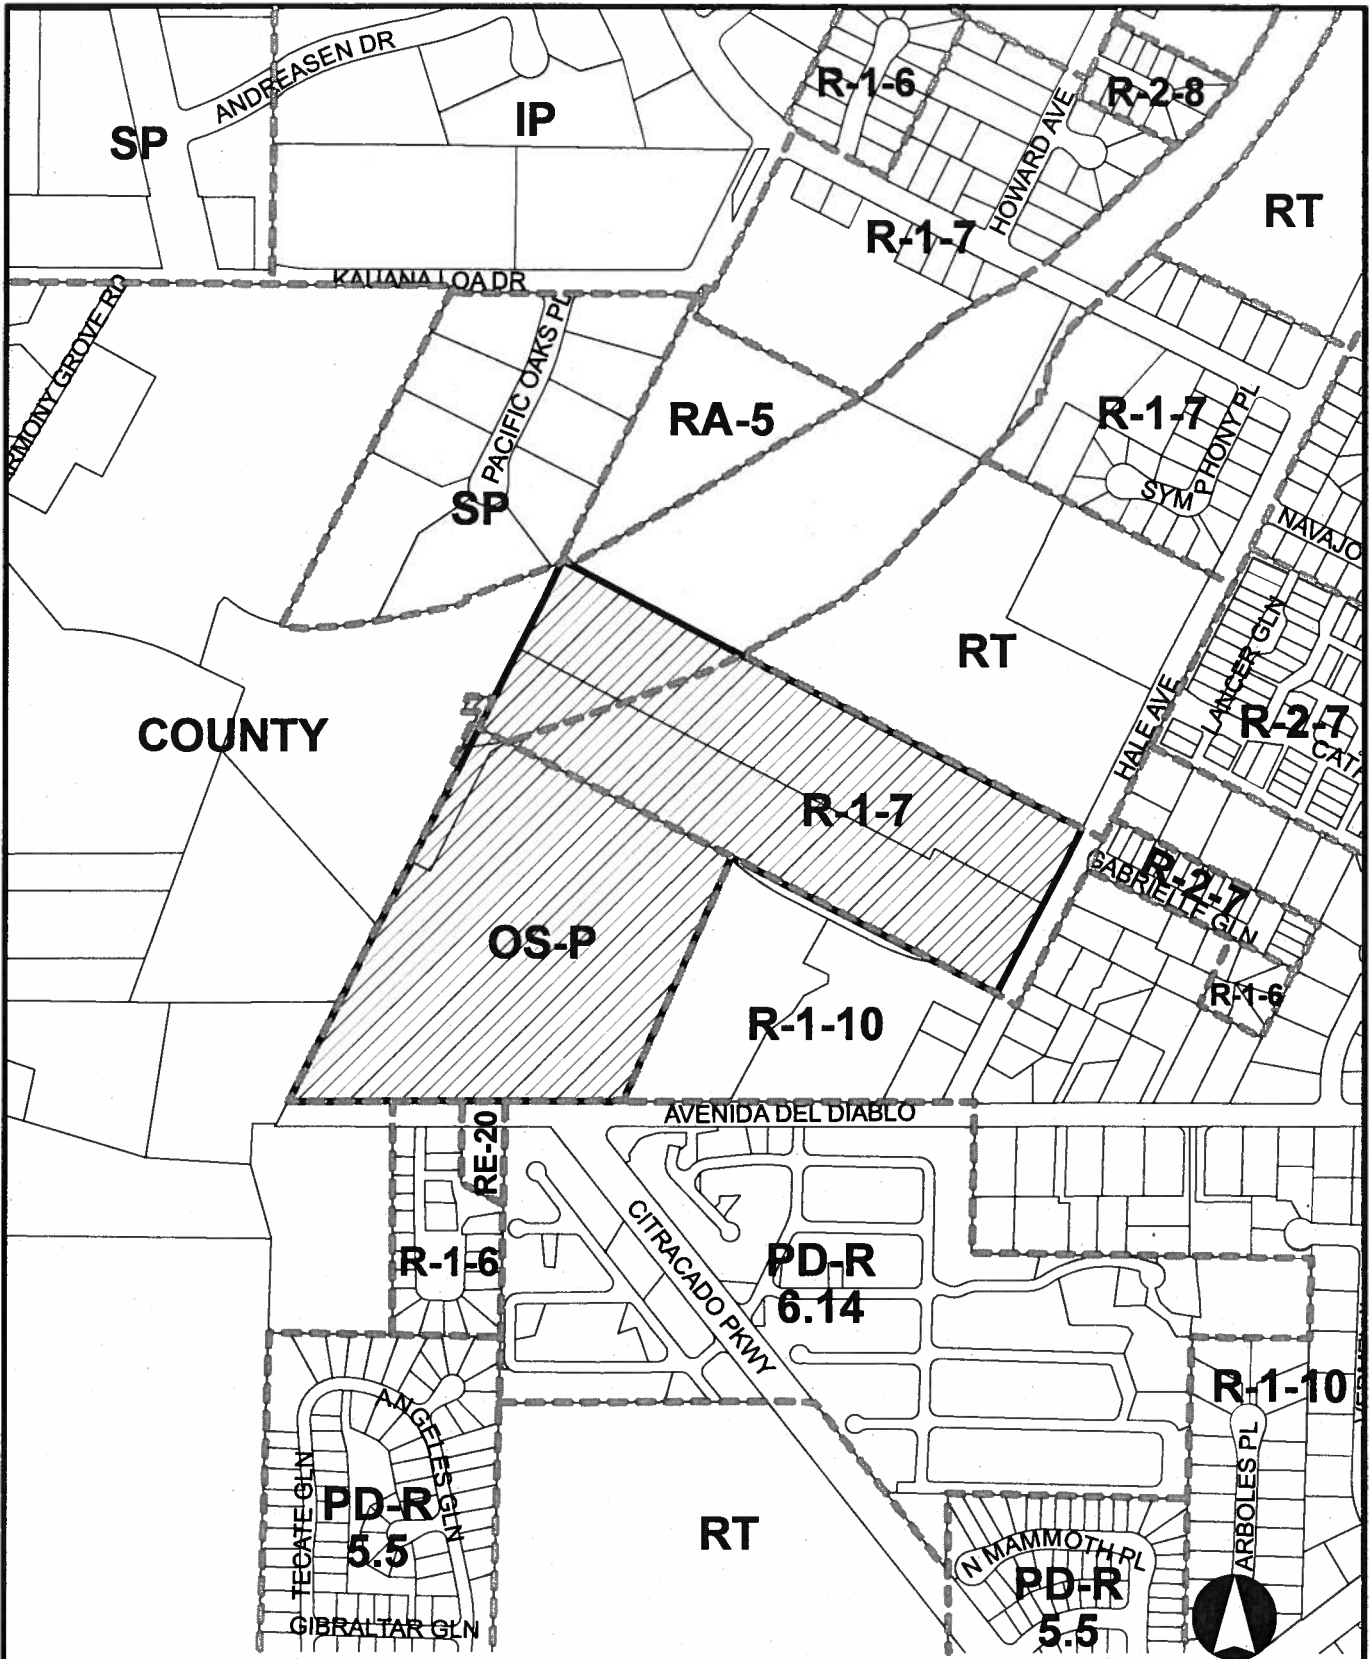 ANDREASEN DR
SP
IP
R-1-6
R-2-8
HOWARD AVE
RT
R-1-7
KAUANA LOA DR
PACIFIC OAKS PL
RA-5
R-1-7
SYMPHONY PL
SP
NAVAJO
RT
LANCER GLN
R-2-7
HALE AVE
COUNTY
R-1-7
R-2-7
GABRIELLE GLN
OS-P
R-1-6
R-1-10
AVENIDA DEL DIABLO
RE-20
CITRACADO PKWY
R-1-6
PD-R
6.14
R-1-10
ANGELES GLN
TECATE GLN
PD-R
5.5
ARBOLES PL
RT
N MAMMOTH PL
PD-R
5.5
GIBRALTAR GLN